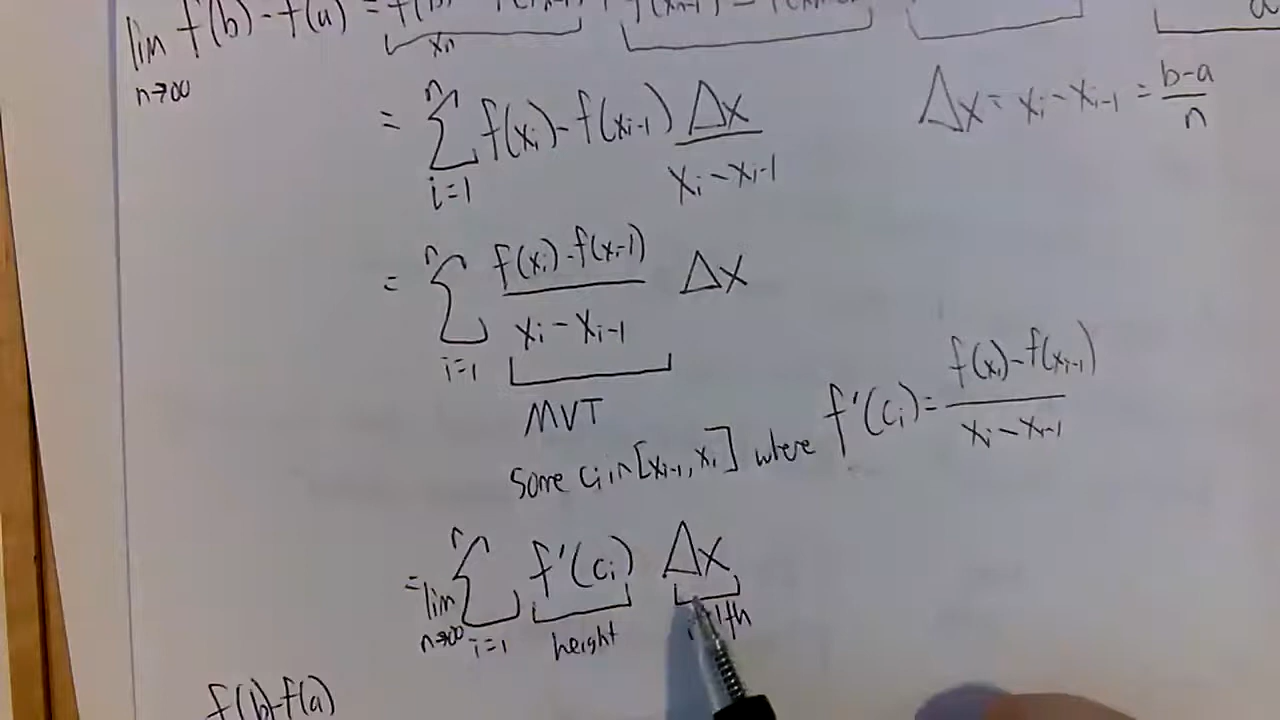 lim f(b) - f(a) =
n→∞
xn
= n Σ i=1 f(xi) - f(xi-1) Δx / xi - xi-1
Δx = xi - xi-1 = b-a / n
= n Σ i=1 f(xi) - f(xi-1) / xi - xi-1 Δx
MVT
some ci in [xi-1, xi] where f'(ci) = f(xi) - f(xi-1) / xi - xi-1
= lim n→∞ n Σ i=1 f'(ci) Δx
height
f(b)-f(a)